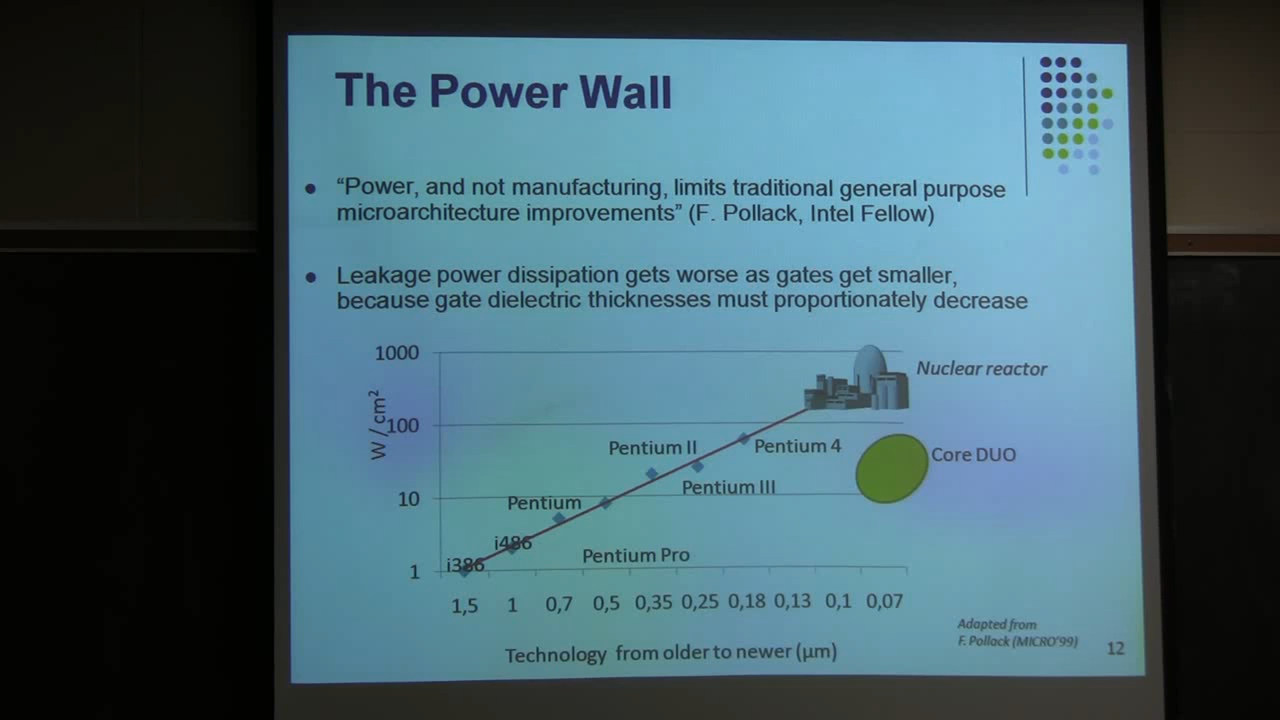 The Power Wall
“Power, and not manufacturing, limits traditional general purpose
microarchitecture improvements” (F. Pollack, Intel Fellow)
Leakage power dissipation gets worse as gates get smaller,
because gate dielectric thicknesses must proportionately decrease
1000
Nuclear reactor
W / cm²
100
Pentium II
Pentium 4
Core DUO
Pentium III
10
Pentium
i486
Pentium Pro
i386
1
1,5 1 0,7 0,5 0,35 0,25 0,18 0,13 0,1 0,07
Technology from older to newer (µm)
Adapted from
F. Pollack (MICRO'99)
12